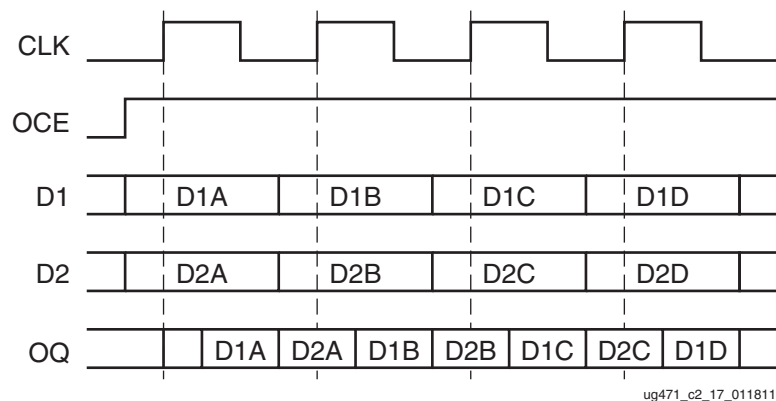 CLK
OCE
D1 D1A D1B D1C D1D
D2 D2A D2B D2C D2D
OQ D1A D2A D1B D2B D1C D2C D1D
ug471_c2_17_011811